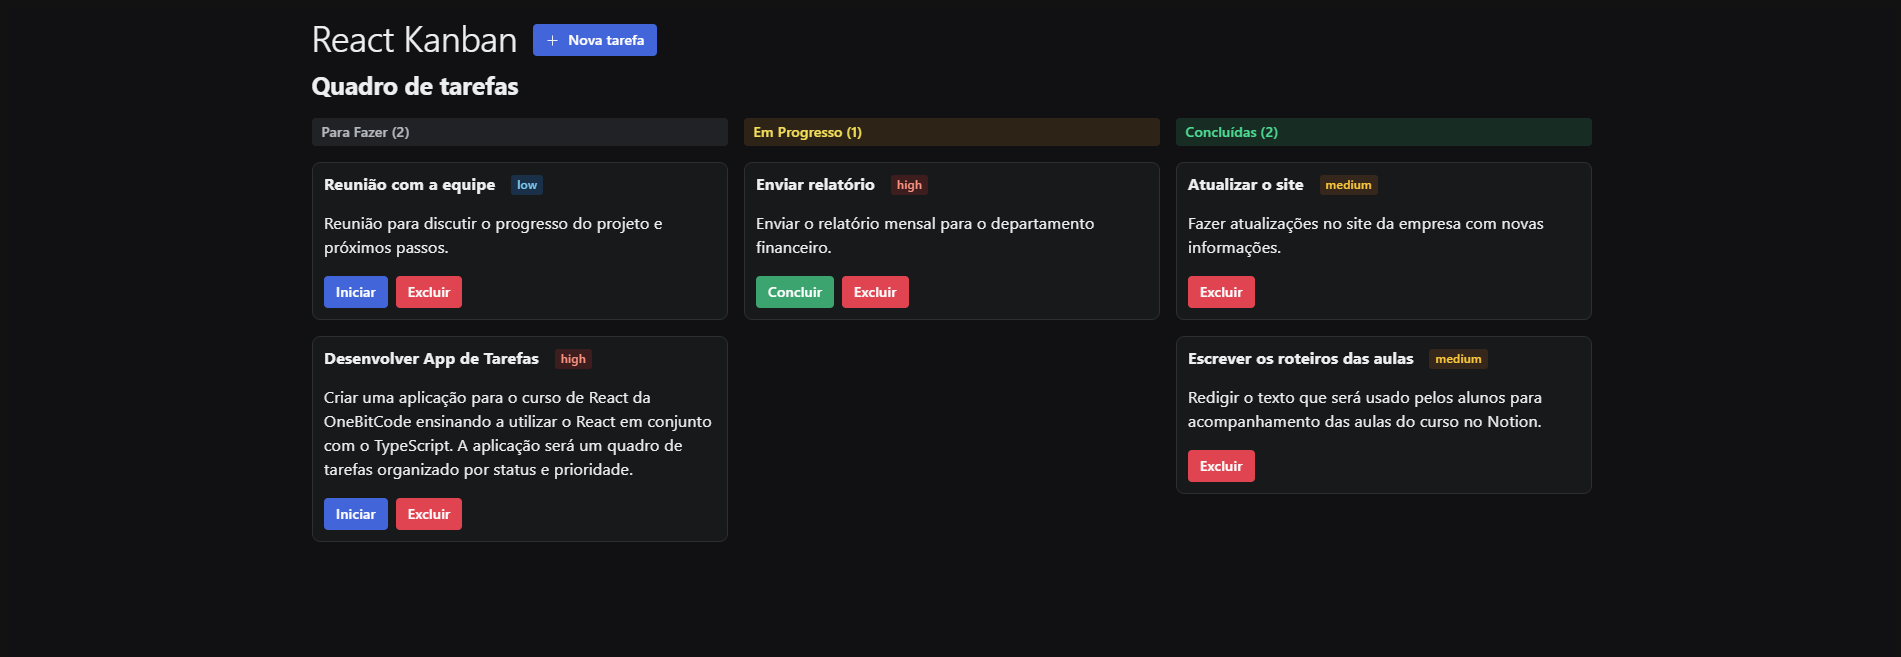 React Kanban
+ Nova tarefa
Quadro de tarefas
Para Fazer (2)
Reunião com a equipe low
Reunião para discutir o progresso do projeto e
próximos passos.
Iniciar Excluir
Desenvolver App de Tarefas high
Criar uma aplicação para o curso de React da
OneBitCode ensinando a utilizar o React em conjunto
com o TypeScript. A aplicação será um quadro de
tarefas organizado por status e prioridade.
Iniciar Excluir
Em Progresso (1)
Enviar relatório high
Enviar o relatório mensal para o departamento
financeiro.
Concluir Excluir
Concluídas (2)
Atualizar o site medium
Fazer atualizações no site da empresa com novas
informações.
Excluir
Escrever os roteiros das aulas medium
Redigir o texto que será usado pelos alunos para
acompanhamento das aulas do curso no Notion.
Excluir